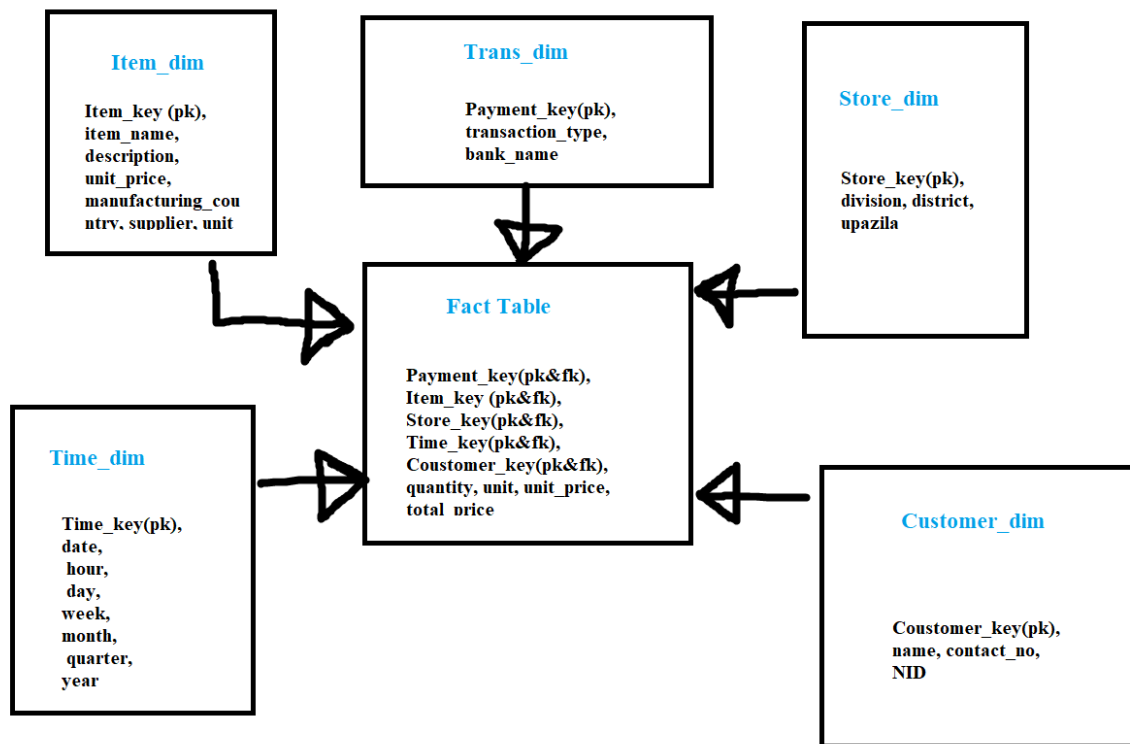 Item_dim
Item_key (pk),
item_name,
description,
unit_price,
manufacturing_cou
ntry, supplier, unit
Trans_dim
Payment_key(pk),
transaction_type,
bank_name
Store_dim
Store_key(pk),
division, district,
upazila
Fact Table
Payment_key(pk&fk),
Item_key (pk&fk),
Store_key(pk&fk),
Time_key(pk&fk),
Coustomer_key(pk&fk),
quantity, unit, unit_price,
total_price
Time_dim
Time_key(pk),
date,
hour,
day,
week,
month,
quarter,
year
Customer_dim
Coustomer_key(pk),
name, contact_no,
NID